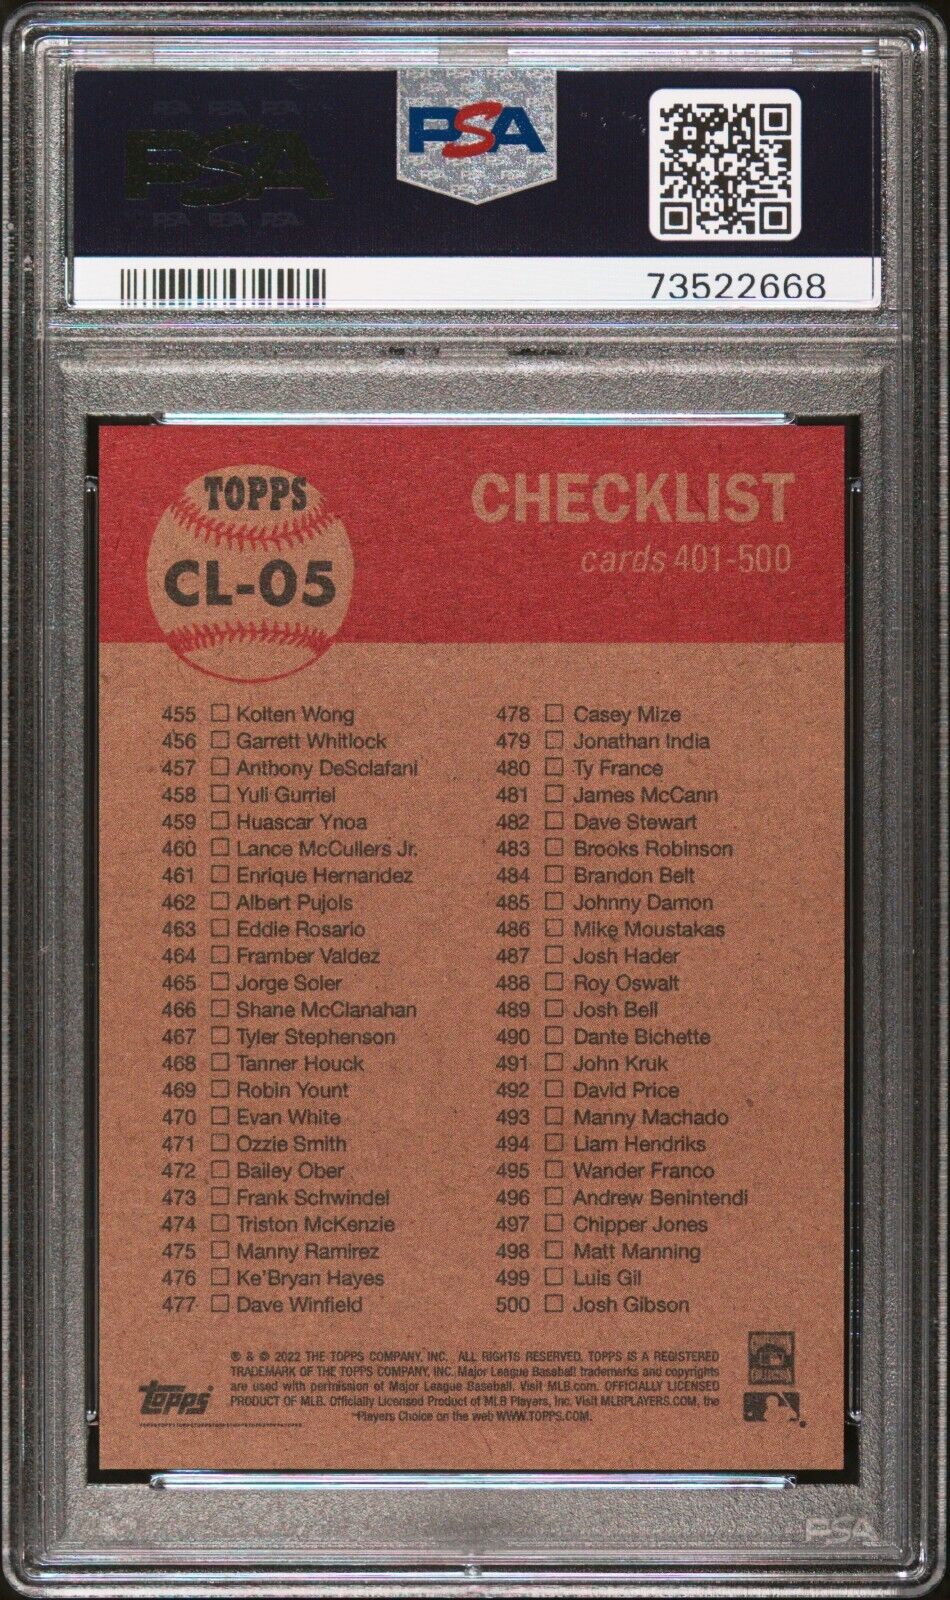 PSA PSA PSA
PSA
PSA PSA PSA
PSA
73522668
TOPPS
CL-05
CHECKLIST
cards 401-500
455 ☐ Kolten Wong
456 ☐ Garrett Whitlock
457 ☐ Anthony DeSclafani
458 ☐ Yuli Gurriel
459 ☐ Huascar Ynoa
460 ☐ Lance McCullers Jr.
461 ☐ Enrique Hernandez
462 ☐ Albert Pujols
463 ☐ Eddie Rosario
464 ☐ Framber Valdez
465 ☐ Jorge Soler
466 ☐ Shane McClanahan
467 ☐ Tyler Stephenson
468 ☐ Tanner Houck
469 ☐ Robin Yount
470 ☐ Evan White
471 ☐ Ozzie Smith
472 ☐ Bailey Ober
473 ☐ Frank Schwindel
474 ☐ Triston McKenzie
475 ☐ Manny Ramirez
476 ☐ Ke'Bryan Hayes
477 ☐ Dave Winfield
478 ☐ Casey Mize
479 ☐ Jonathan India
480 ☐ Ty France
481 ☐ James McCann
482 ☐ Dave Stewart
483 ☐ Brooks Robinson
484 ☐ Brandon Belt
485 ☐ Johnny Damon
486 ☐ Mike Moustakas
487 ☐ Josh Hader
488 ☐ Roy Oswalt
489 ☐ Josh Bell
490 ☐ Dante Bichette
491 ☐ John Kruk
492 ☐ David Price
493 ☐ Manny Machado
494 ☐ Liam Hendriks
495 ☐ Wander Franco
496 ☐ Andrew Benintendi
497 ☐ Chipper Jones
498 ☐ Matt Manning
499 ☐ Luis Gil
500 ☐ Josh Gibson
® & © 2022 THE TOPPS COMPANY, INC. ALL RIGHTS RESERVED. TOPPS IS A REGISTERED
TRADEMARK OF THE TOPPS COMPANY, INC. Major League Baseball trademarks and copyrights
are used with permission of Major League Baseball. Visit MLB.com. OFFICIALLY LICENSED
PRODUCT OF MLB. Officially Licensed Product of MLB Players, Inc. Visit MLBPLAYERS.COM, the
Players Choice on the web WWW.TOPPS.COM.
topps
PSA